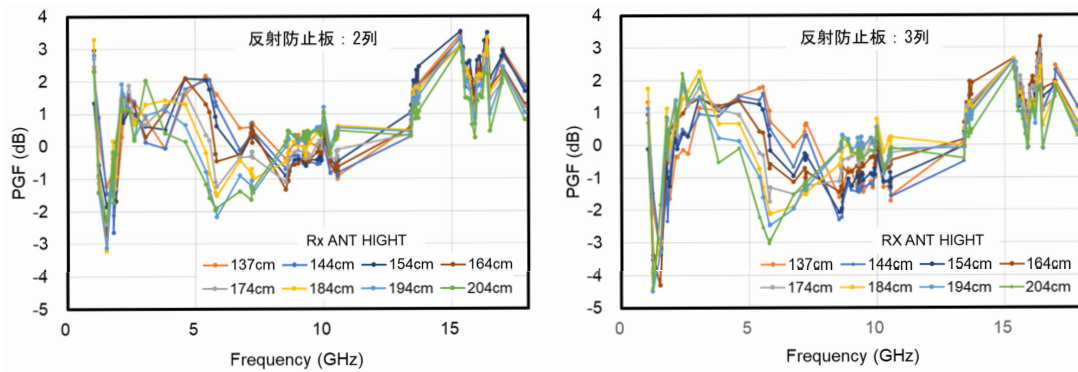 反射防止板：2列
PGF (dB)
4
3
2
1
0
-1
-2
-3
-4
-5
Rx ANT HIGHT
137cm 144cm 154cm 164cm
174cm 184cm 194cm 204cm
0 5 10 15
Frequency (GHz)
反射防止板：3列
PGF (dB)
4
3
2
1
0
-1
-2
-3
-4
-5
RX ANT HIGHT
137cm 144cm 154cm 164cm
174cm 184cm 194cm 204cm
0 5 10 15
Frequency (GHz)